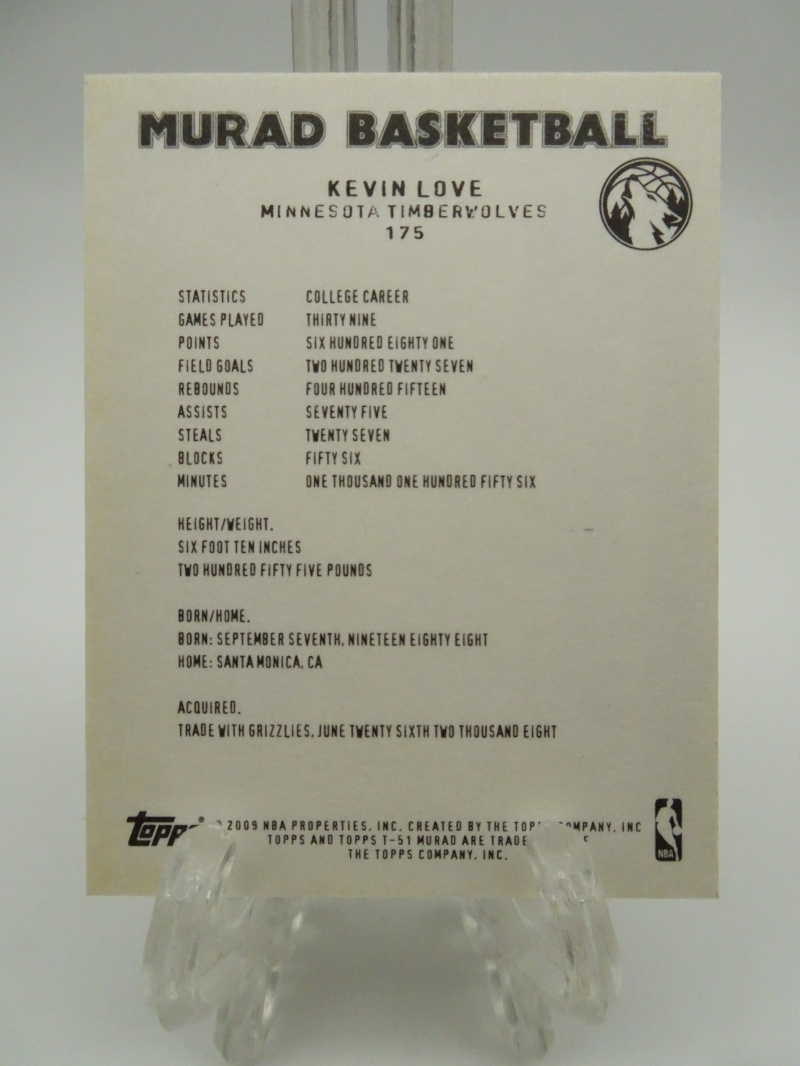 MURAD BASKETBALL
KEVIN LOVE
MINNESOTA TIMBERWOLVES
175
STATISTICS COLLEGE CAREER
GAMES PLAYED THIRTY NINE
POINTS SIX HUNDRED EIGHTY ONE
FIELD GOALS TWO HUNDRED TWENTY SEVEN
REBOUNDS FOUR HUNDRED FIFTEEN
ASSISTS SEVENTY FIVE
STEALS TWENTY SEVEN
BLOCKS FIFTY SIX
MINUTES ONE THOUSAND ONE HUNDRED FIFTY SIX
HEIGHT/WEIGHT.
SIX FOOT TEN INCHES
TWO HUNDRED FIFTY FIVE POUNDS
BORN/HOME.
BORN: SEPTEMBER SEVENTH, NINETEEN EIGHTY EIGHT
HOME: SANTA MONICA, CA
ACQUIRED.
TRADE WITH GRIZZLIES, JUNE TWENTY SIXTH TWO THOUSAND EIGHT
Topps® © 2009 NBA PROPERTIES, INC. CREATED BY THE TOPPS COMPANY, INC
TOPPS AND TOPPS T-51 MURAD ARE TRADE
THE TOPPS COMPANY, INC.
NBA